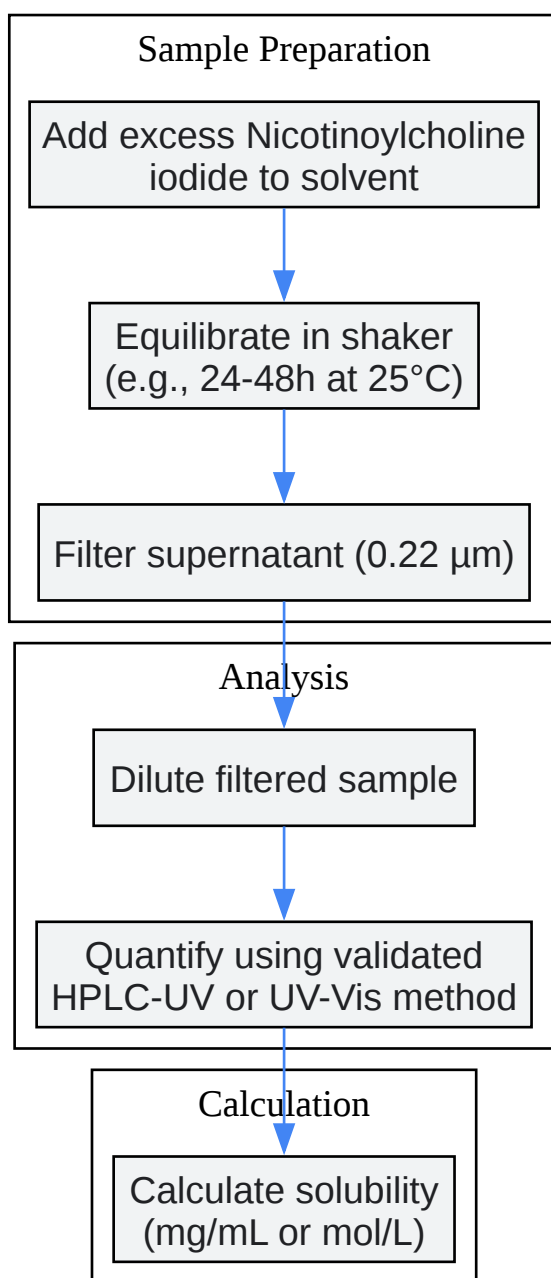 Sample Preparation
Add excess Nicotinoylcholine
iodide to solvent
Equilibrate in shaker
(e.g., 24-48h at 25°C)
Filter supernatant (0.22 µm)
Analysis
Dilute filtered sample
Quantify using validated
HPLC-UV or UV-Vis method
Calculation
Calculate solubility
(mg/mL or mol/L)